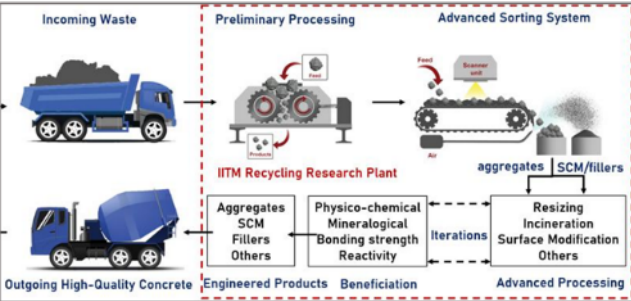 Incoming Waste
Preliminary Processing
Advanced Sorting System
Feed
Products
Feed
Scanner
unit
Air
IITM Recycling Research Plant
aggregates
SCM/fillers
Aggregates
SCM
Fillers
Others
Physico-chemical
Mineralogical
Bonding strength
Reactivity
Iterations
Resizing
Incineration
Surface Modification
Others
Outgoing High-Quality Concrete
Engineered Products
Beneficiation
Advanced Processing